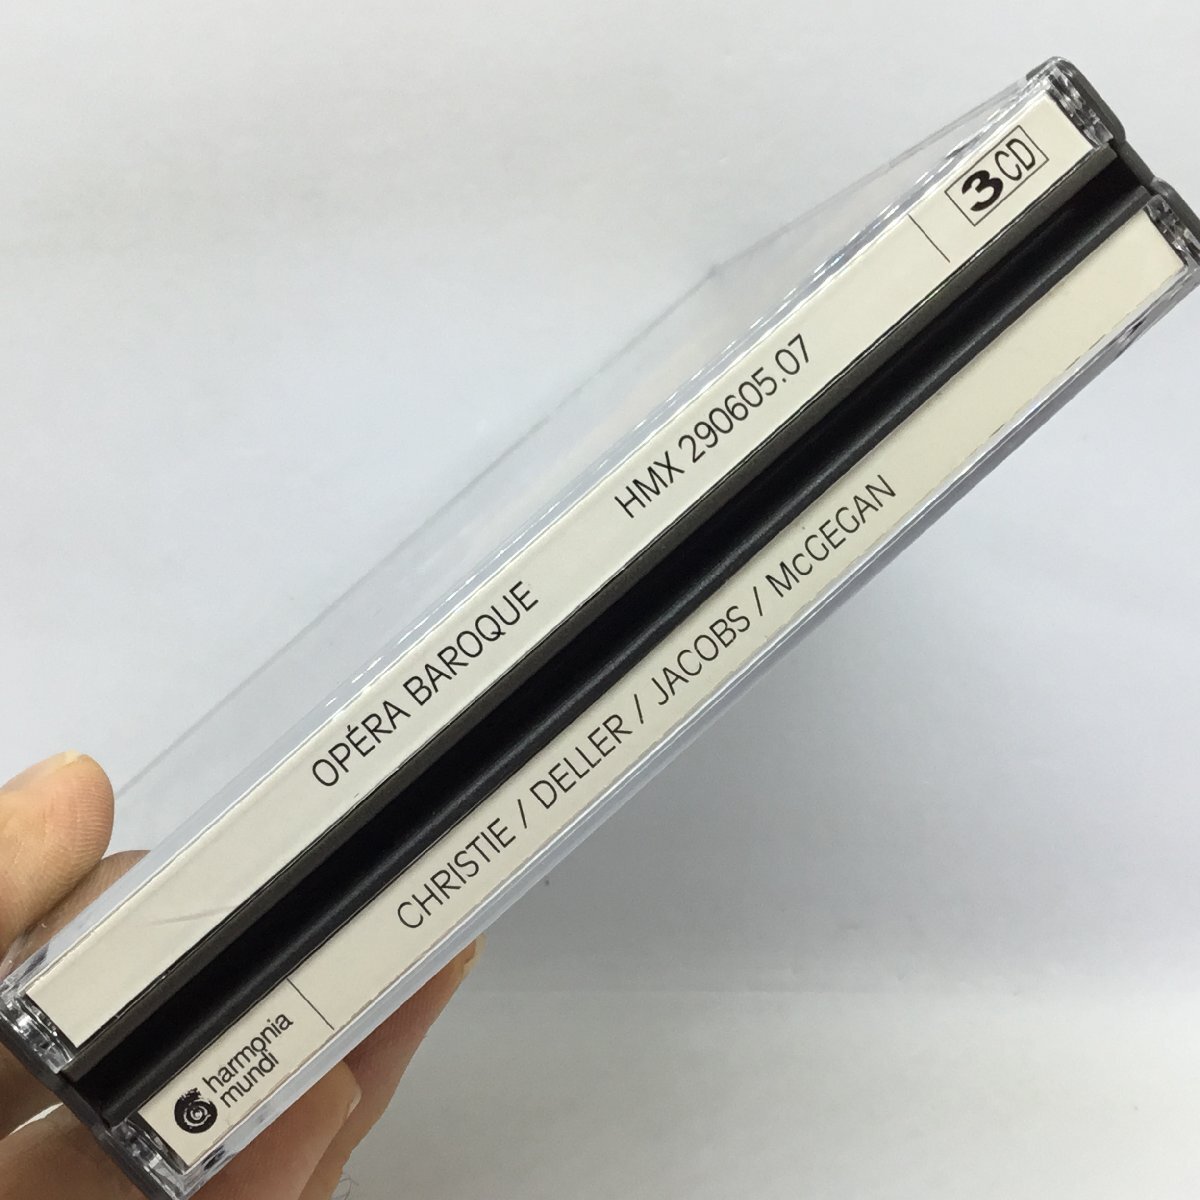 OPÉRA BAROQUE HMX 290605.07 3CD
harmonia
mundi
CHRISTIE / DELLER / JACOBS / McGEGAN